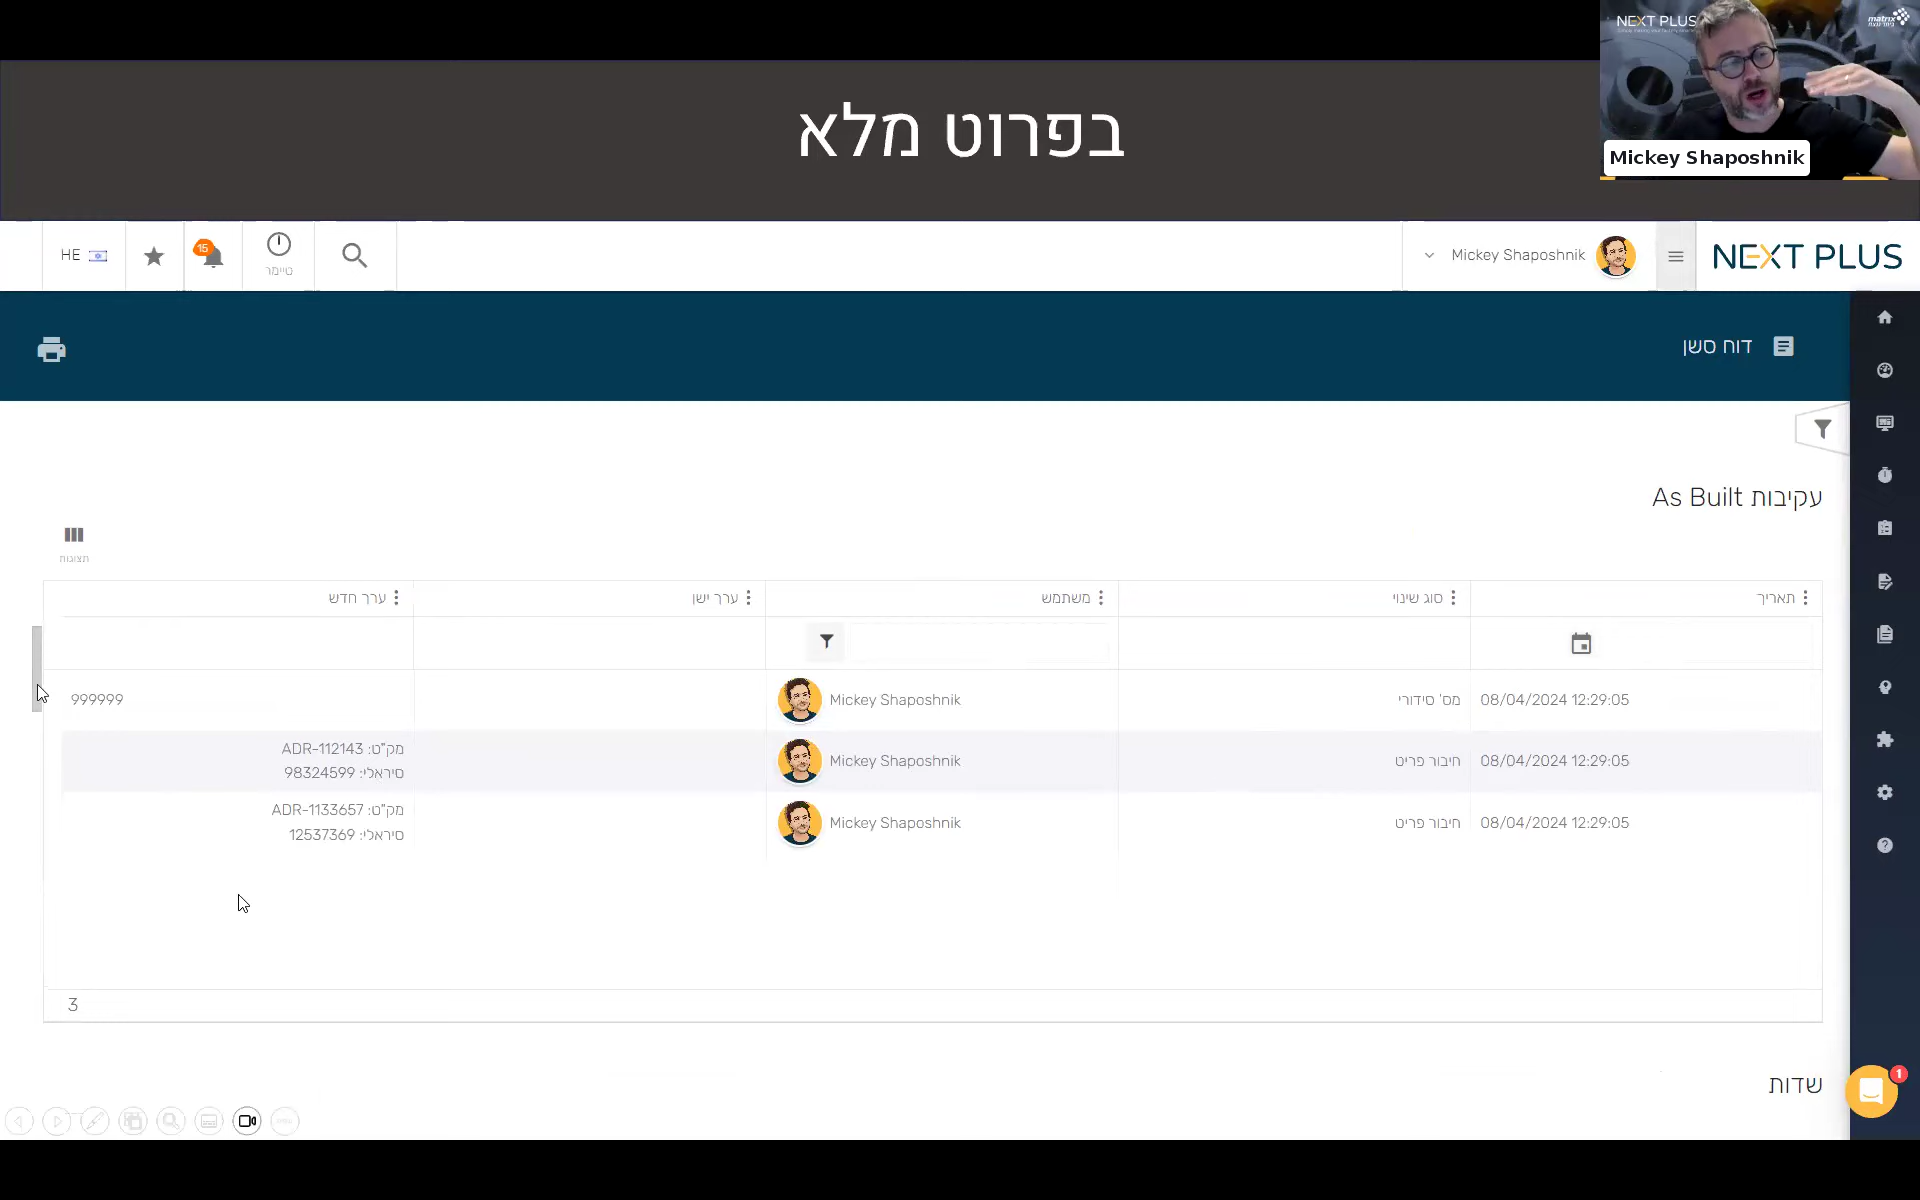 NEXT PLUS
matrix
Mickey Shaposhnik
בפרוט מלא
NEXT PLUS
Mickey Shaposhnik
טיימר
15
HE
דוח סשן
עקיבות As Built
תצוגות
תאריך
סוג שינוי
משתמש
ערך ישן
ערך חדש
08/04/2024 12:29:05
מס' סידורי
Mickey Shaposhnik
999999
08/04/2024 12:29:05
חיבור פריט
Mickey Shaposhnik
מק"ט: ADR-112143
סיראלי: 98324599
08/04/2024 12:29:05
חיבור פריט
Mickey Shaposhnik
מק"ט: ADR-1133657
סיראלי: 12537369
3
שדות
1